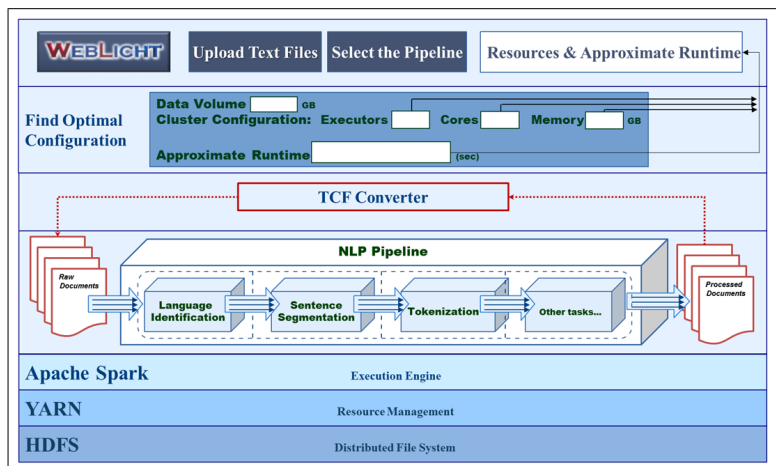 WEBLICHT
Upload Text Files
Select the Pipeline
Resources & Approximate Runtime
Find Optimal
Configuration
Data Volume GB
Cluster Configuration: Executors Cores Memory GB
Approximate Runtime (sec)
TCF Converter
NLP Pipeline
Raw
Documents
Language
Identification
Sentence
Segmentation
Tokenization
Other tasks...
Processed
Documents
Apache Spark Execution Engine
YARN Resource Management
HDFS Distributed File System